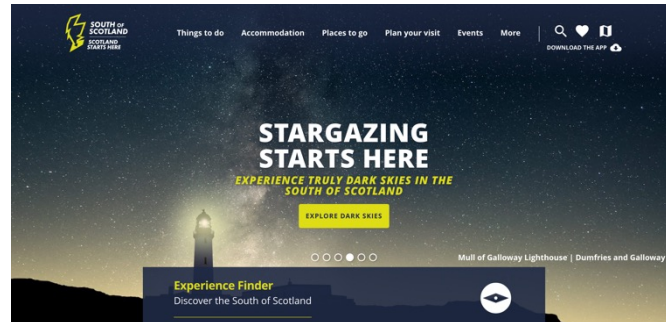 SOUTH OF
SCOTLAND
SCOTLAND
STARTS HERE
Things to do Accommodation Places to go Plan your visit Events More
DOWNLOAD THE APP
STARGAZING
STARTS HERE
EXPERIENCE TRULY DARK SKIES IN THE
SOUTH OF SCOTLAND
EXPLORE DARK SKIES
Mull of Galloway Lighthouse | Dumfries and Galloway
Experience Finder
Discover the South of Scotland